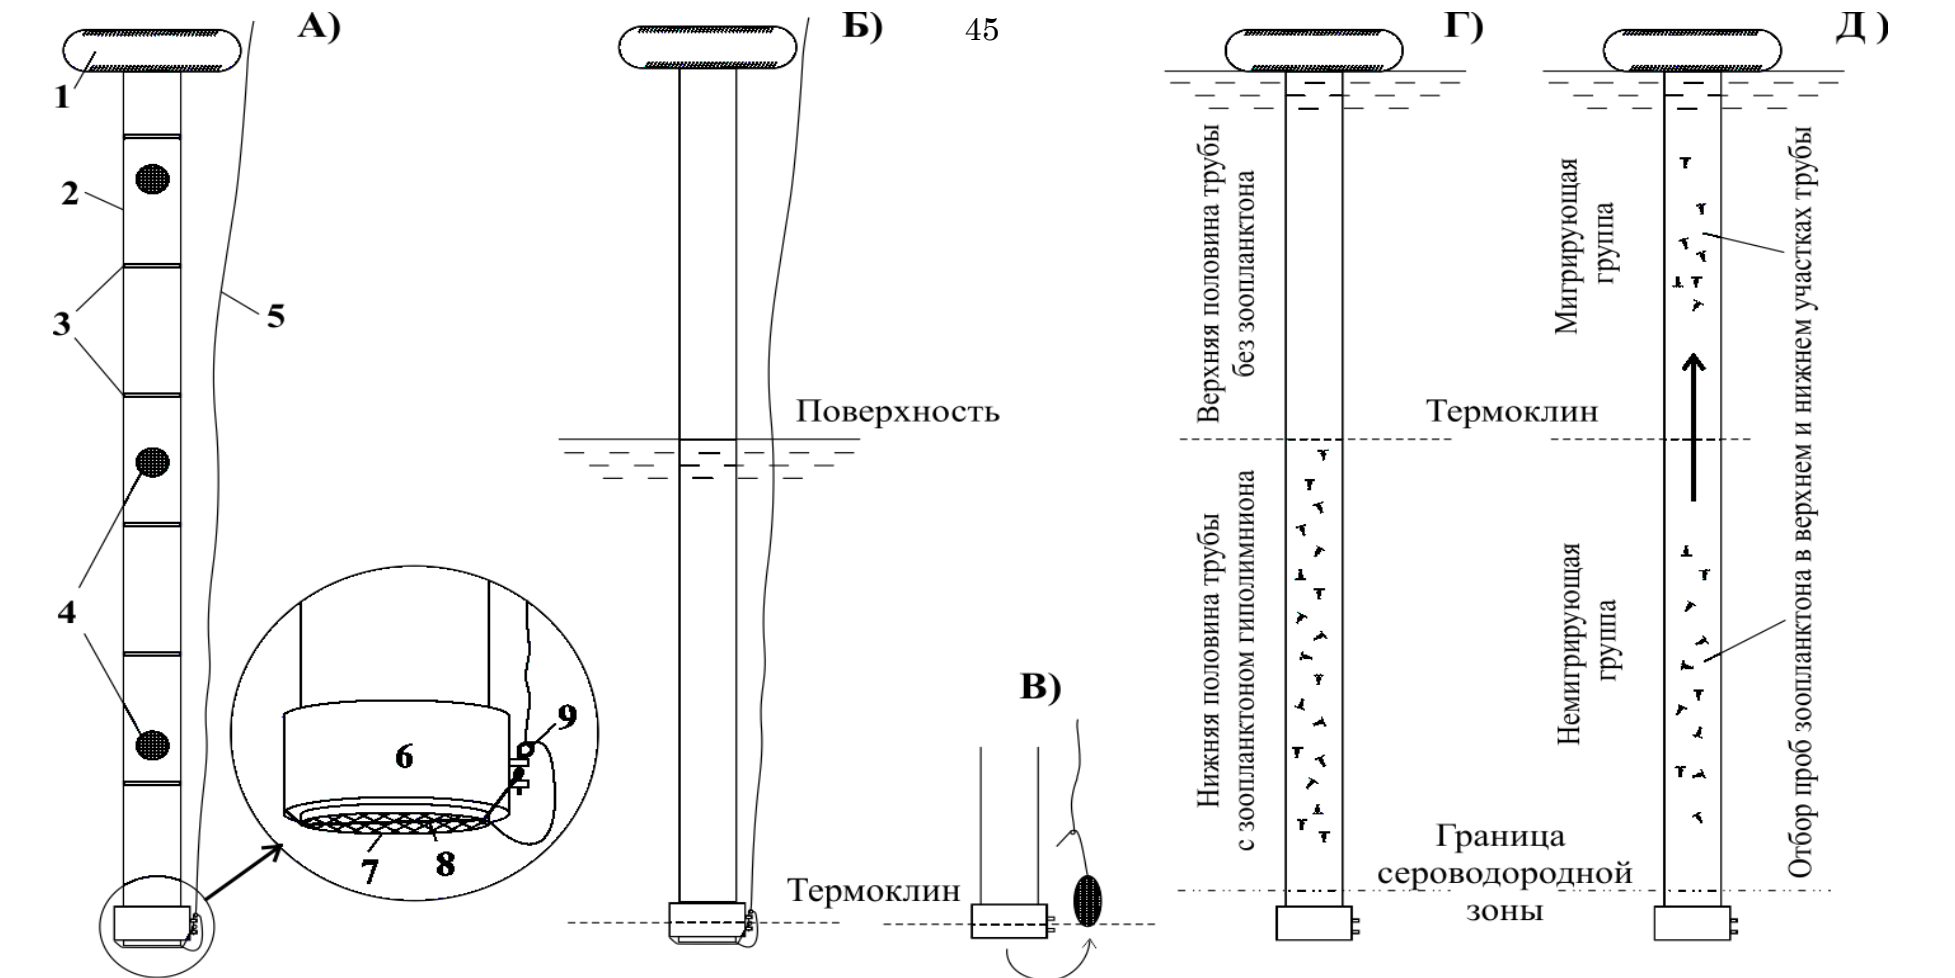 А)
Б)
45
Г)
Д )
1
2
3
4
5
6
7
8
9
Поверхность
Термоклин
В)
Верхняя половина трубы
без зоопланктона
Нижняя половина трубы
с зоопланктоном гиполимниона
Термоклин
Граница
сероводородной
зоны
Мигрирующая
группа
Немигрирующая
группа
Отбор проб зоопланктона в верхнем и нижнем участках трубы